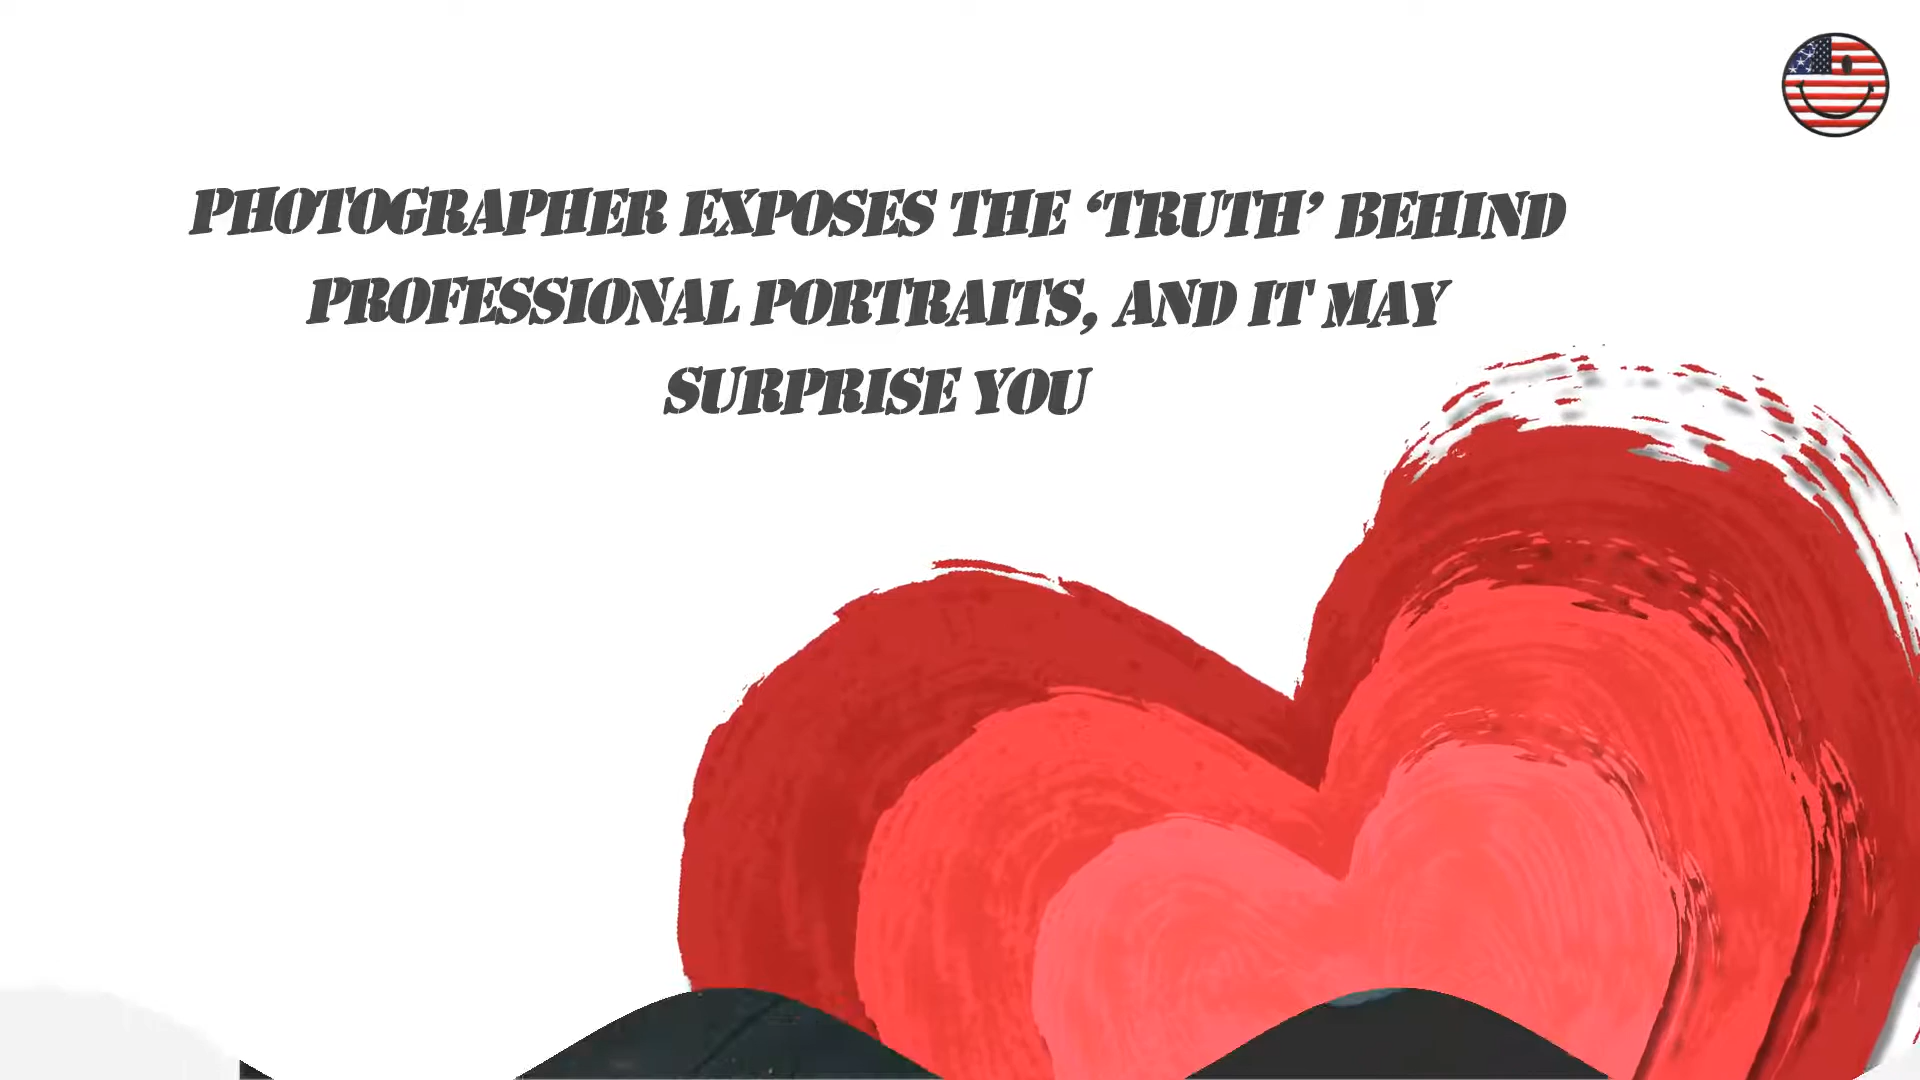 PHOTOGRAPHER EXPOSES THE ‘TRUTH’ BEHIND
PROFESSIONAL PORTRAITS, AND IT MAY
SURPRISE YOU